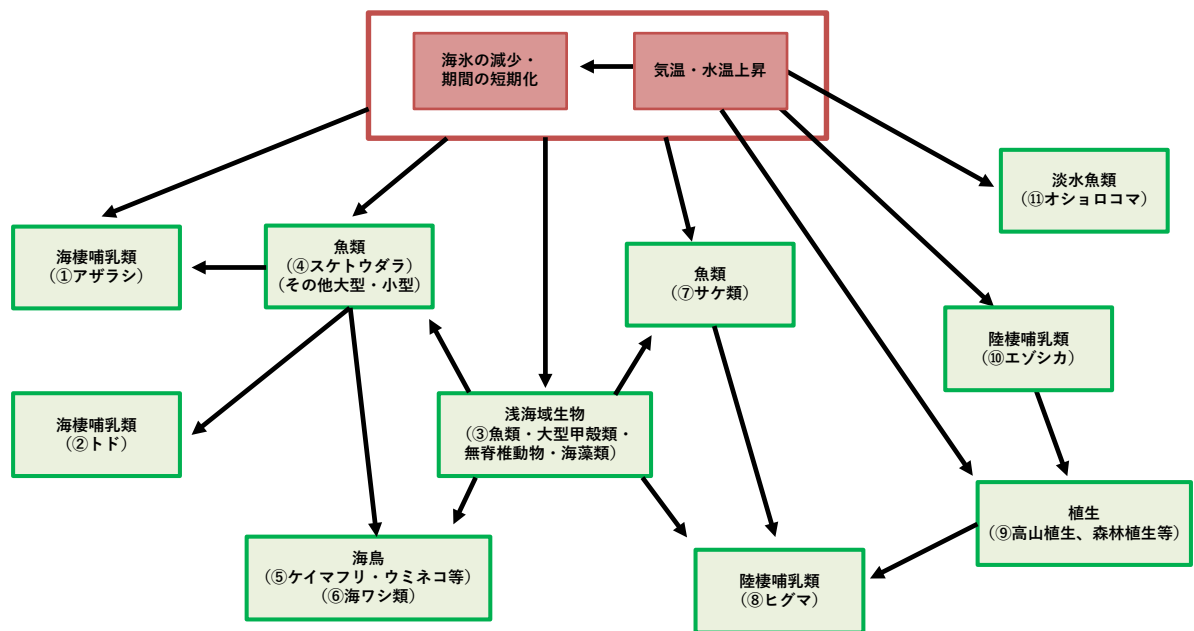 海氷の減少・
期間の短期化
気温・水温上昇
淡水魚類
（⑪オショロコマ）
海棲哺乳類
（①アザラシ）
魚類
（④スケトウダラ）
（その他大型・小型）
魚類
（⑦サケ類）
陸棲哺乳類
（⑩エゾシカ）
海棲哺乳類
（②トド）
浅海域生物
（③魚類・大型甲殻類・
無脊椎動物・海藻類）
植生
（⑨高山植生、森林植生等）
海鳥
（⑤ケイマフリ・ウミネコ等）
（⑥海ワシ類）
陸棲哺乳類
（⑧ヒグマ）